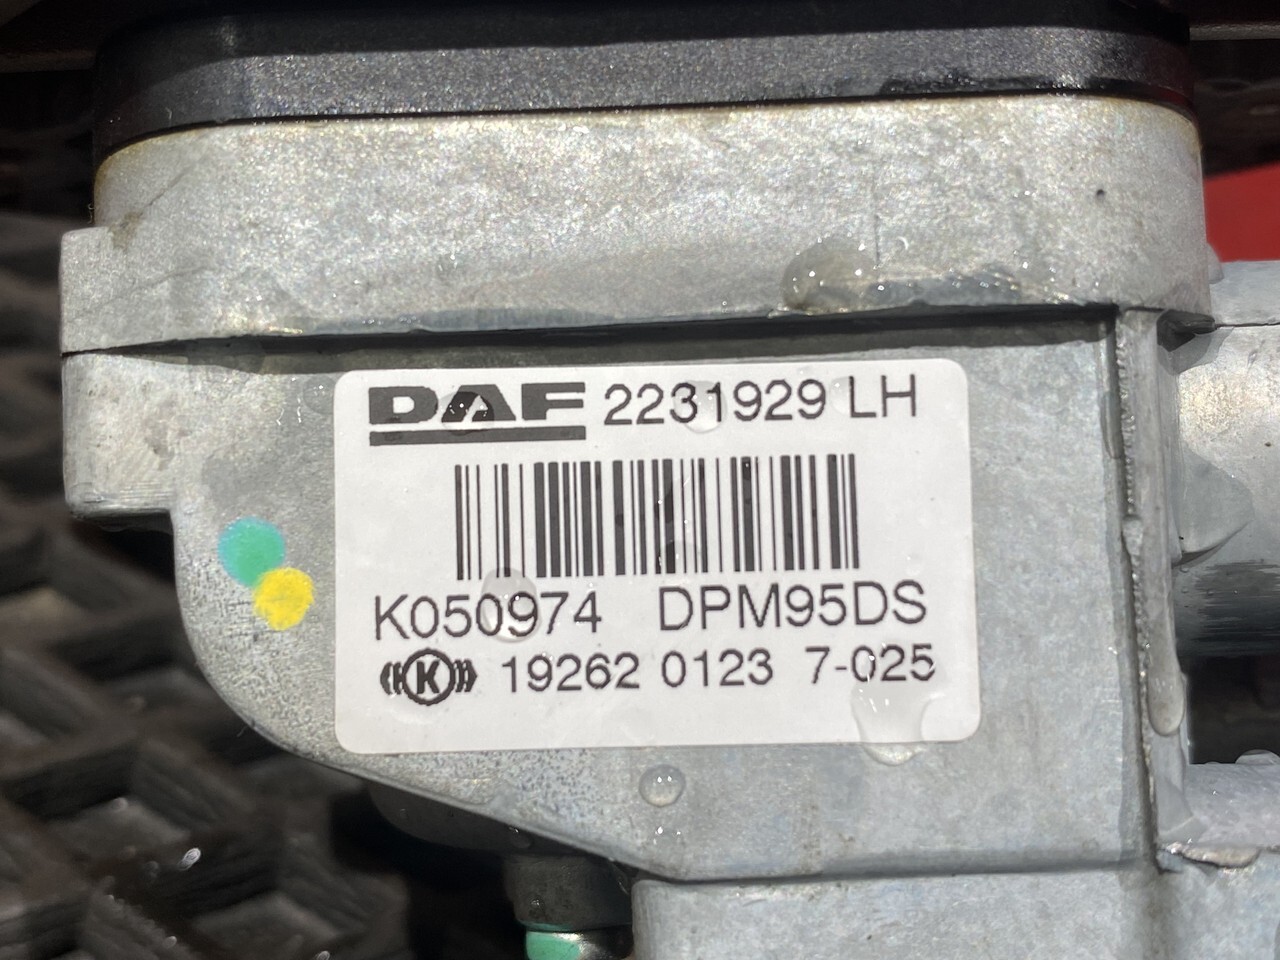 DAF 2231929 LH
K050974 DPM95DS
((K)) 19262 0123 7-025